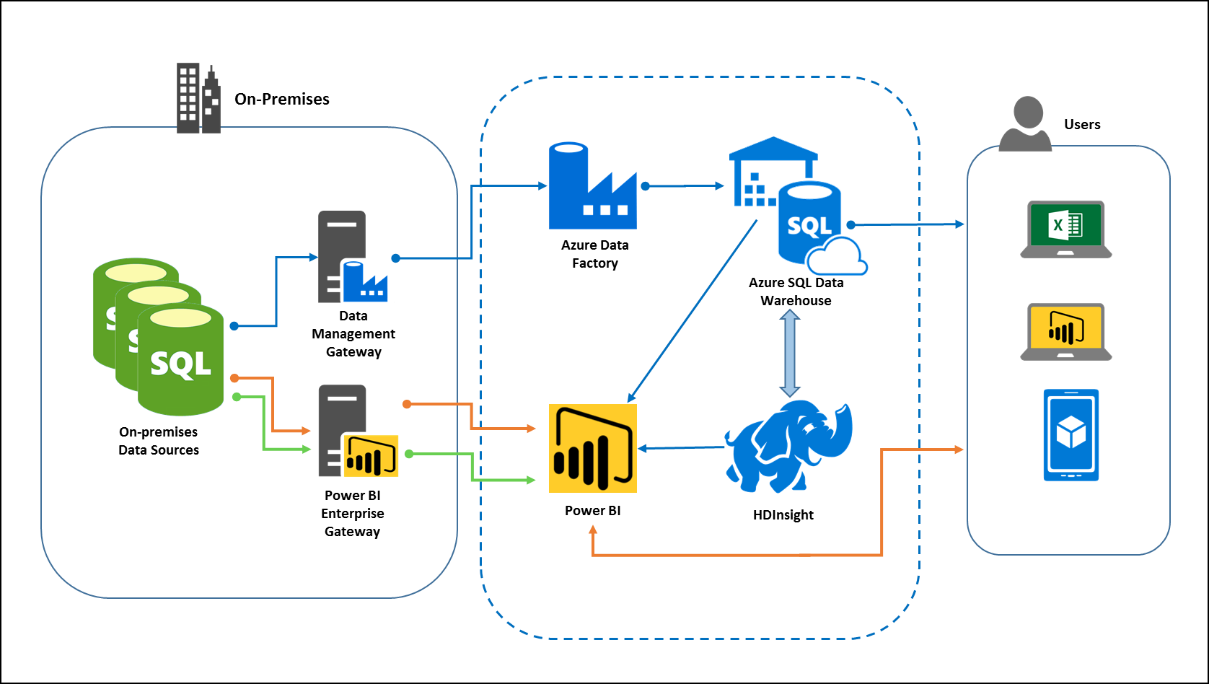 On-Premises
Users
Azure Data
Factory
SQL
Azure SQL Data
Warehouse
Data
Management
Gateway
S
S
SQL
X
On-premises
Data Sources
Power BI
Enterprise
Gateway
Power BI
HDInsight